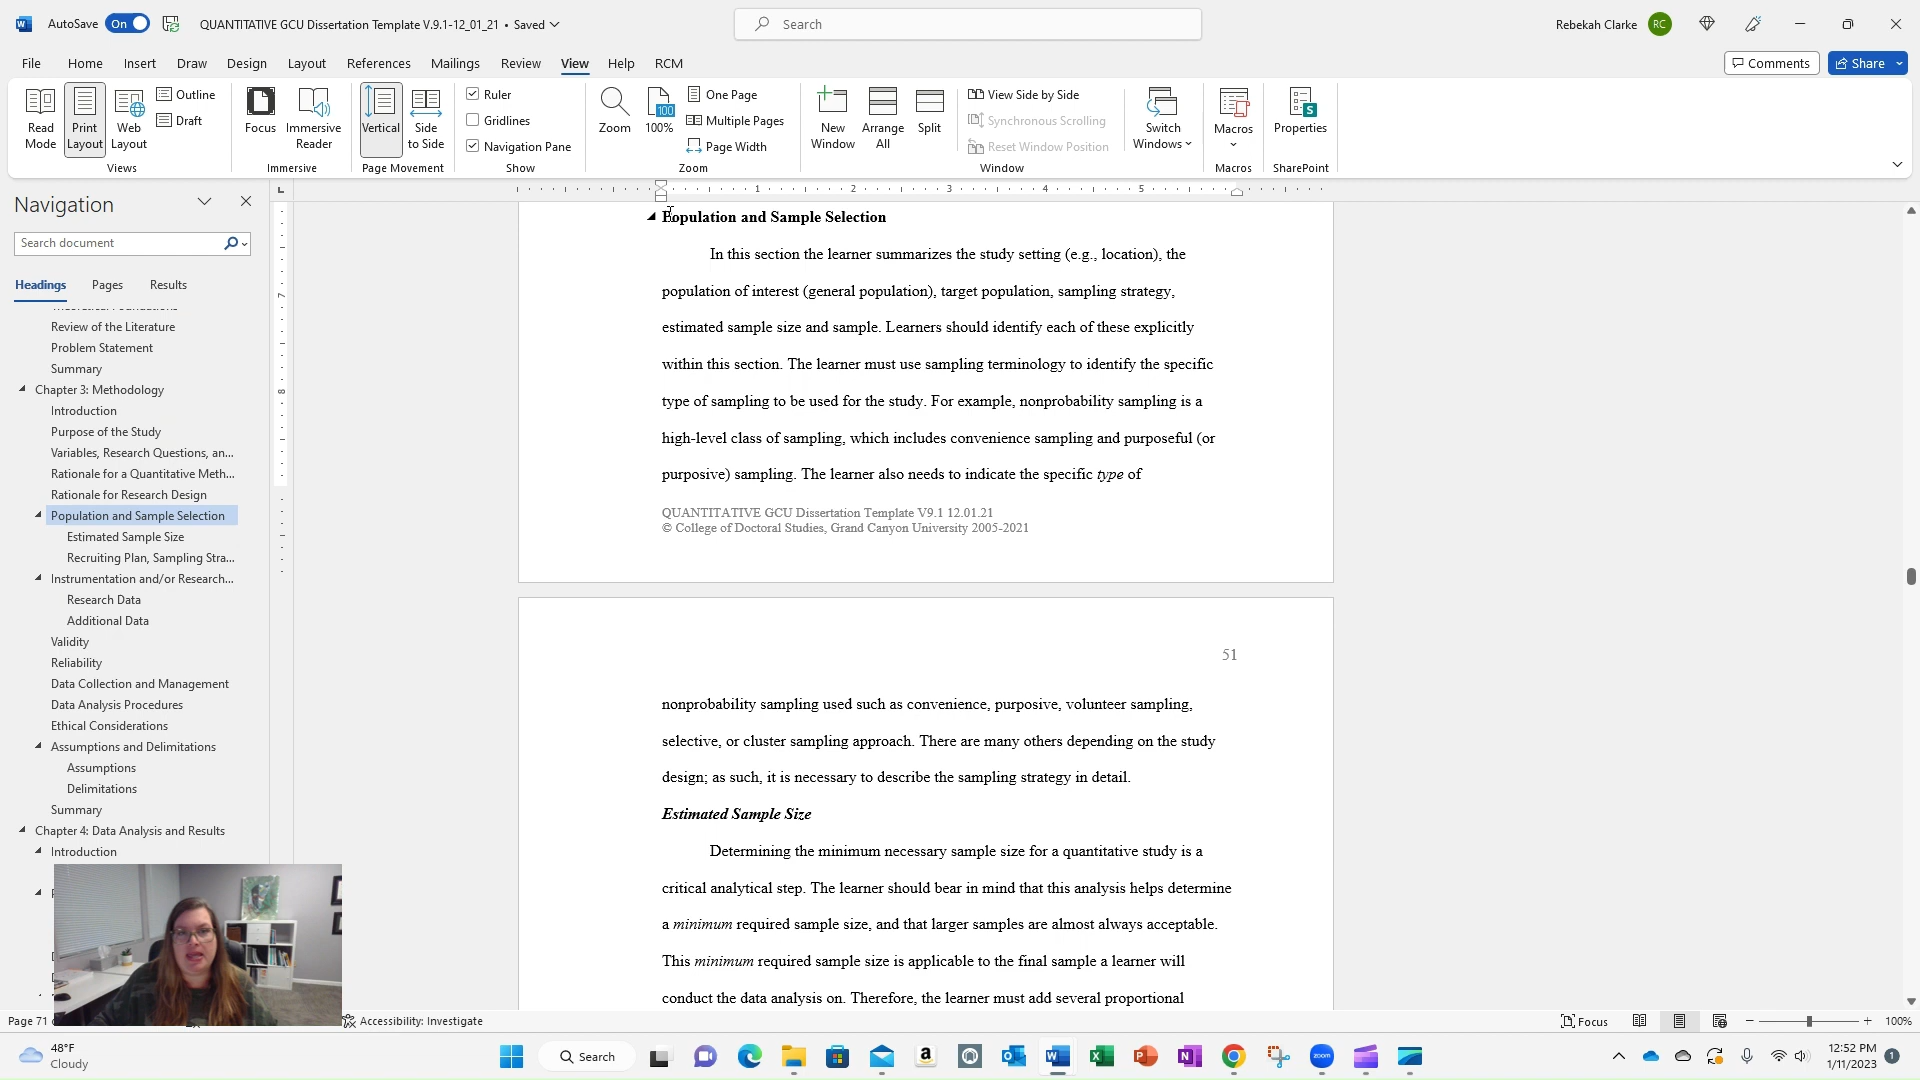 AutoSave On QUANTITATIVE GCU Dissertation Template V.9.1-12_01_21 • Saved Search Rebekah Clarke RC
File Home Insert Draw Design Layout References Mailings Review View Help RCM Comments Share
Read Mode
Print Layout
Web Layout
Outline
Draft
Views
Focus
Immersive Reader
Immersive
Vertical
Side to Side
Page Movement
Ruler
Gridlines
Navigation Pane
Show
Zoom
100
100%
One Page
Multiple Pages
Page Width
Zoom
New Window
Arrange All
Split
View Side by Side
Synchronous Scrolling
Reset Window Position
Window
Switch Windows
Macros
Macros
Properties
SharePoint
Navigation
Search document
Headings Pages Results
Review of the Literature
Problem Statement
Summary
Chapter 3: Methodology
Introduction
Purpose of the Study
Variables, Research Questions, an...
Rationale for a Quantitative Meth...
Rationale for Research Design
Population and Sample Selection
Estimated Sample Size
Recruiting Plan, Sampling Stra...
Instrumentation and/or Research...
Research Data
Additional Data
Validity
Reliability
Data Collection and Management
Data Analysis Procedures
Ethical Considerations
Assumptions and Delimitations
Assumptions
Delimitations
Summary
Chapter 4: Data Analysis and Results
Introduction
1 2 3 4 5
7
8
Population and Sample Selection
In this section the learner summarizes the study setting (e.g., location), the
population of interest (general population), target population, sampling strategy,
estimated sample size and sample. Learners should identify each of these explicitly
within this section. The learner must use sampling terminology to identify the specific
type of sampling to be used for the study. For example, nonprobability sampling is a
high-level class of sampling, which includes convenience sampling and purposeful (or
purposive) sampling. The learner also needs to indicate the specific type of
QUANTITATIVE GCU Dissertation Template V9.1 12.01.21
© College of Doctoral Studies, Grand Canyon University 2005-2021
51
nonprobability sampling used such as convenience, purposive, volunteer sampling,
selective, or cluster sampling approach. There are many others depending on the study
design; as such, it is necessary to describe the sampling strategy in detail.
Estimated Sample Size
Determining the minimum necessary sample size for a quantitative study is a
critical analytical step. The learner should bear in mind that this analysis helps determine
a minimum required sample size, and that larger samples are almost always acceptable.
This minimum required sample size is applicable to the final sample a learner will
conduct the data analysis on. Therefore, the learner must add several proportional
Page 71 Accessibility: Investigate Focus 100%
48°F
Cloudy
Search
zoom
12:52 PM
1/11/2023
1